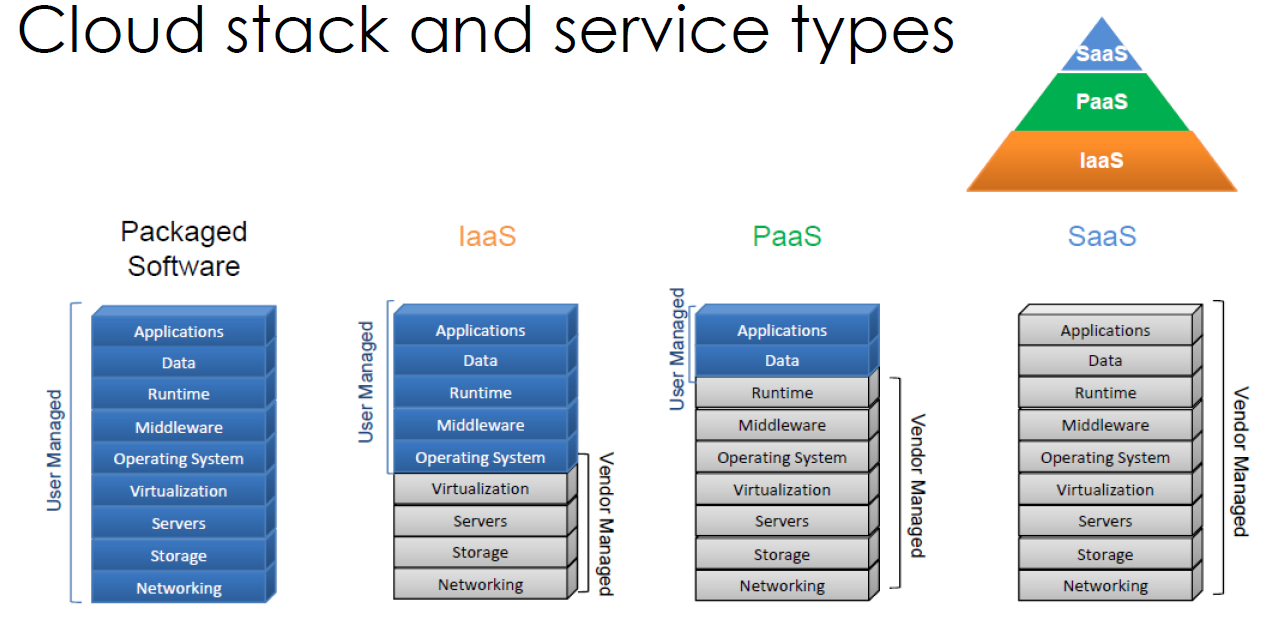 Cloud stack and service types
SaaS
PaaS
IaaS
Packaged
Software
User Managed
Applications
Data
Runtime
Middleware
Operating System
Virtualization
Servers
Storage
Networking
IaaS
User Managed
Applications
Data
Runtime
Middleware
Operating System
Virtualization
Servers
Storage
Networking
Vendor Managed
PaaS
User Managed
Applications
Data
Runtime
Middleware
Operating System
Virtualization
Servers
Storage
Networking
Vendor Managed
SaaS
Applications
Data
Runtime
Middleware
Operating System
Virtualization
Servers
Storage
Networking
Vendor Managed